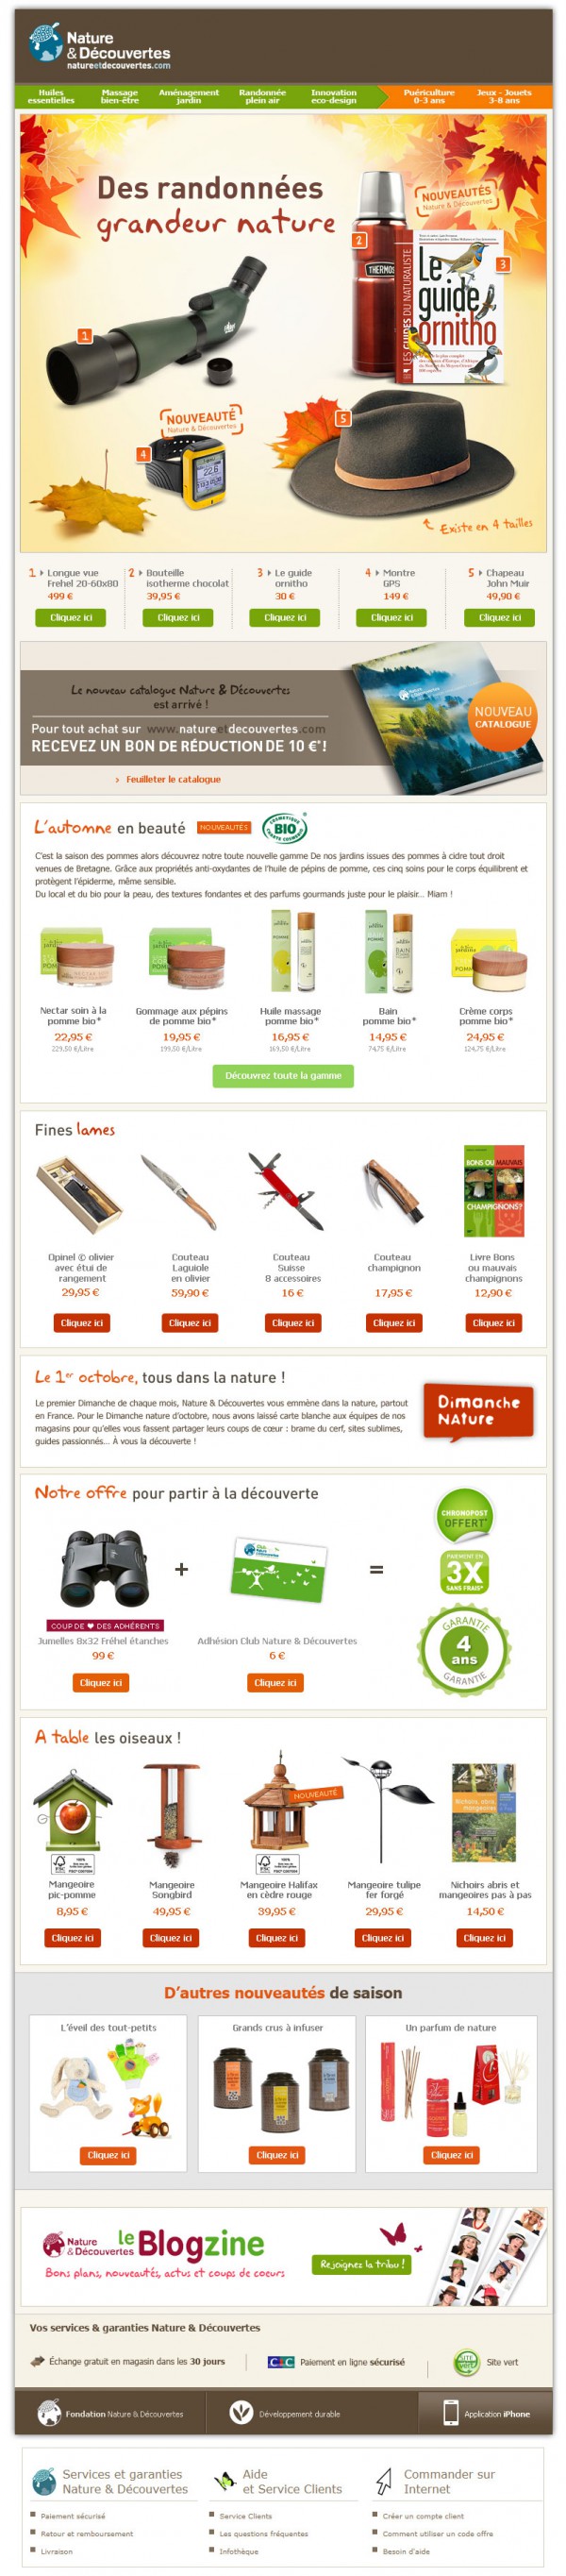 Nature
& Découvertes
natureetdecouvertes.com
Huiles essentielles
Massage bien-être
Aménagement jardin
Randonnée plein air
Innovation eco-design
Puériculture 0-3 ans
Jeux - Jouets 3-8 ans
Des randonnées
grandeur nature
NOUVEAUTÉS
Nature & Découvertes
2
3
THERMOS
LES GUIDES DU NATURALISTE
Le
guide
ornitho
1
NOUVEAUTÉ
Nature & Découvertes
5
4
Existe en 4 tailles
1 Longue vue
Frehel 20-60x80
499 €
Cliquez ici
2 Bouteille
isotherme chocolat
39,95 €
Cliquez ici
3 Le guide
ornitho
30 €
Cliquez ici
4 Montre
GPS
149 €
Cliquez ici
5 Chapeau
John Muir
49,90 €
Cliquez ici
Le nouveau catalogue Nature & Découvertes
est arrivé !
Pour tout achat sur www.natureetdecouvertes.com
RECEVEZ UN BON DE RÉDUCTION DE 10 €*!
NOUVEAU
CATALOGUE
> Feuilleter le catalogue
L'automne en beauté NOUVEAUTÉS
COSMETIQUE
BIO
C'est la saison des pommes alors découvrez notre toute nouvelle gamme De nos jardins issues des pommes à cidre tout droit
venues de Bretagne. Grâce aux propriétés anti-oxydantes de l'huile de pépins de pomme, ces cinq soins pour le corps équilibrent et
protègent l'épiderme, même sensible.
Du local et du bio pour la peau, des textures fondantes et des parfums gourmands juste pour le plaisir... Miam !
Nectar soin à la
pomme bio*
22,95 €
229,50 €/Litre
Gommage aux pépins
de pomme bio*
19,95 €
199,50 €/Litre
Huile massage
pomme bio*
16,95 €
169,50 €/Litre
Bain
pomme bio*
14,95 €
74,75 €/Litre
Crème corps
pomme bio*
24,95 €
124,75 €/Litre
Découvrez toute la gamme
Fines lames
BONS OU MAUVAIS
CHAMPIGNONS?
Opinel © olivier
avec étui de
rangement
29,95 €
Cliquez ici
Couteau
Laguiole
en olivier
59,90 €
Cliquez ici
Couteau
Suisse
8 accessoires
16 €
Cliquez ici
Couteau
champignon
17,95 €
Cliquez ici
Livre Bons
ou mauvais
champignons
12,90 €
Cliquez ici
Le 1er octobre, tous dans la nature !
Le premier Dimanche de chaque mois, Nature & Découvertes vous emmène dans la nature, partout
en France. Pour le Dimanche nature d'octobre, nous avons laissé carte blanche aux équipes de nos
magasins pour qu'elles vous fassent partager leurs coups de cœur : brame du cerf, sites sublimes,
guides passionnés... À vous la découverte !
Dimanche
NAture
Notre offre pour partir à la découverte
CHRONOPOST
OFFERT*
+
=
PAIEMENT EN
3X
SANS FRAIS*
COUP DE ♥ DES ADHÉRENTS
Jumelles 8x32 Fréhel étanches
99 €
Cliquez ici
Adhésion Club Nature & Découvertes
6 €
Cliquez ici
GARANTIE
4
ans
GARANTIE
A table les oiseaux !
NOUVEAUTÉ
Nichoirs, abris,
mangeoires
FSC
FSC
Mangeoire
pic-pomme
8,95 €
Cliquez ici
Mangeoire
Songbird
49,95 €
Cliquez ici
Mangeoire Halifax
en cèdre rouge
39,95 €
Cliquez ici
Mangeoire tulipe
fer forgé
29,95 €
Cliquez ici
Nichoirs abris et
mangeoires pas à pas
14,50 €
Cliquez ici
D'autres nouveautés de saison
L'éveil des tout-petits
Cliquez ici
Grands crus à infuser
Cliquez ici
Un parfum de nature
Cliquez ici
Nature
& Découvertes
le Blogzine
Bons plans, nouveautés, actus et coups de coeurs
Rejoignez la tribu !
Vos services & garanties Nature & Découvertes
Échange gratuit en magasin dans les 30 jours
Paiement en ligne sécurisé
SITE
vert
Site vert
Fondation Nature & Découvertes
Développement durable
Application iPhone
Services et garanties
Nature & Découvertes
Paiement sécurisé
Retour et remboursement
Livraison
Aide
et Service Clients
Service Clients
Les questions fréquentes
Infothèque
Commander sur
Internet
Créer un compte client
Comment utiliser un code offre
Besoin d'aide